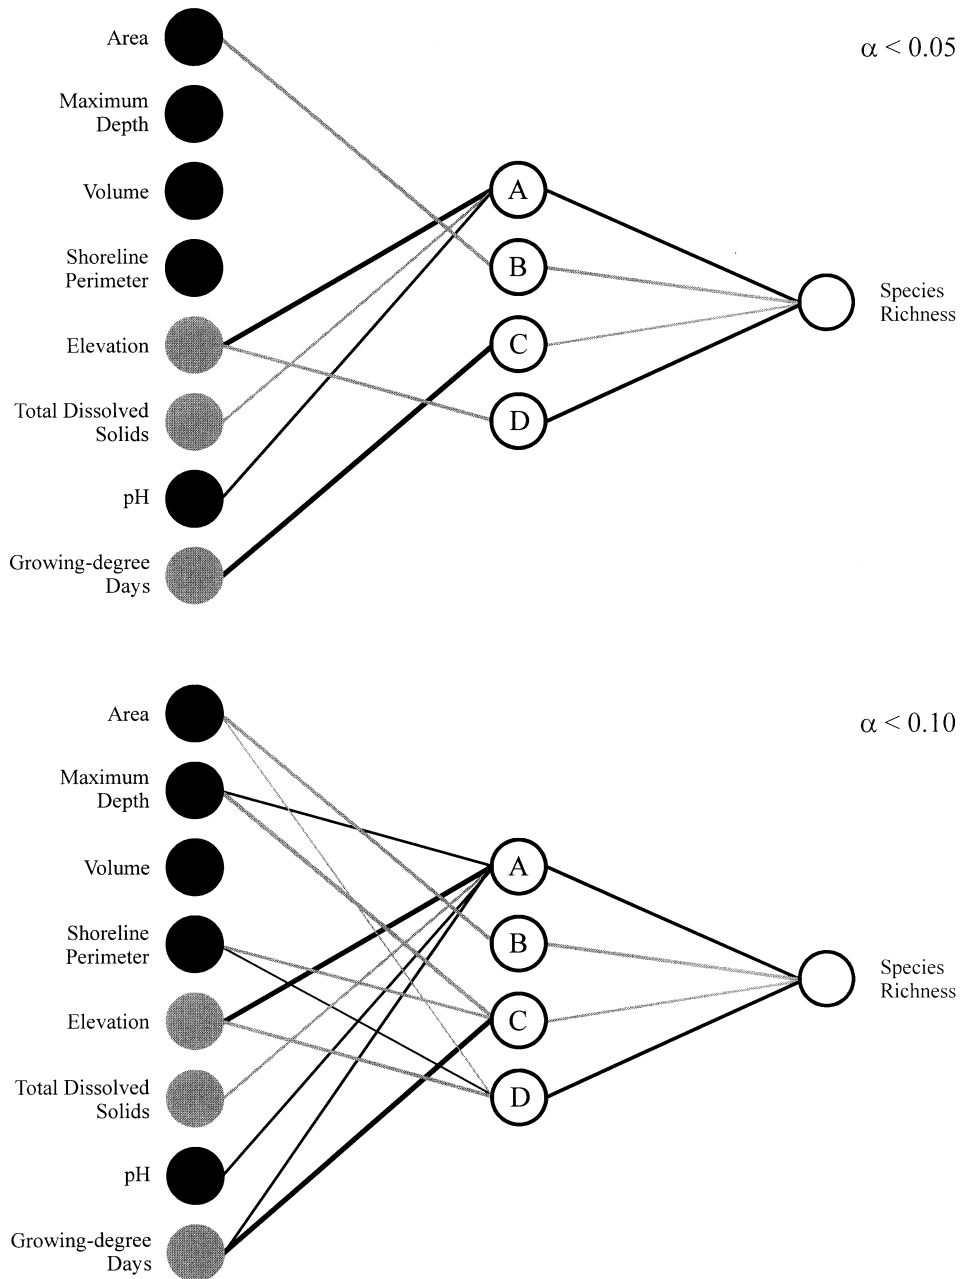 Area
α < 0.05
Maximum
Depth
Volume
A
Shoreline
Perimeter
B
Species
Richness
Elevation
C
Total Dissolved
Solids
D
pH
Growing-degree
Days
Area
α < 0.10
Maximum
Depth
Volume
A
Shoreline
Perimeter
B
Species
Richness
Elevation
C
Total Dissolved
Solids
D
pH
Growing-degree
Days